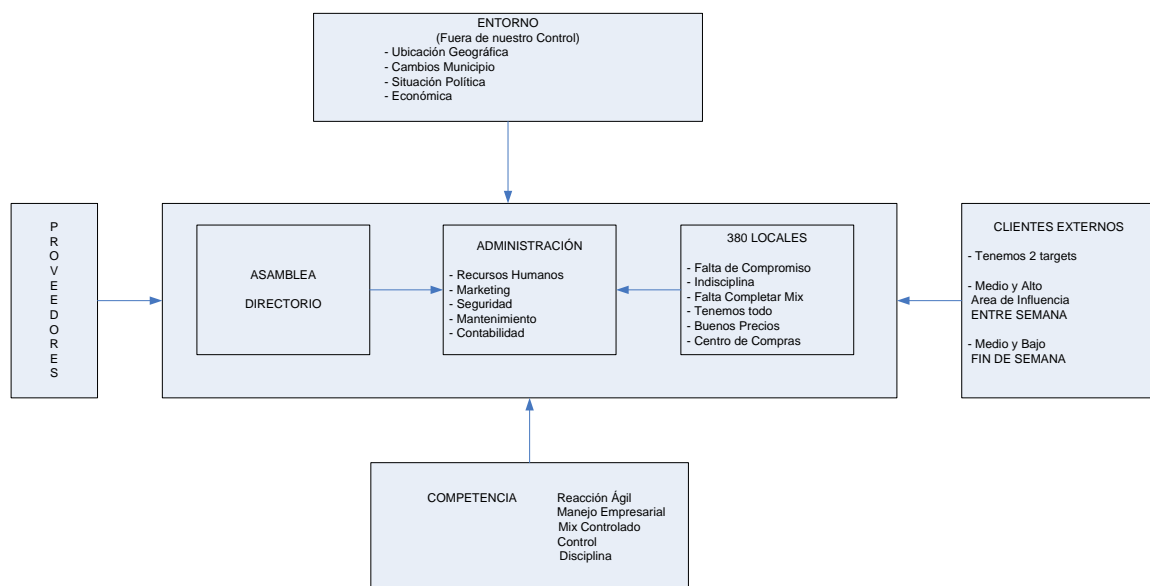 ENTORNO
(Fuera de nuestro Control)
- Ubicación Geográfica
- Cambios Municipio
- Situación Política
- Económica
PROVEEDORES
ASAMBLEA
DIRECTORIO
ADMINISTRACIÓN
- Recursos Humanos
- Marketing
- Seguridad
- Mantenimiento
- Contabilidad
380 LOCALES
- Falta de Compromiso
- Indisciplina
- Falta Completar Mix
- Tenemos todo
- Buenos Precios
- Centro de Compras
CLIENTES EXTERNOS
- Tenemos 2 targets
- Medio y Alto
Area de Influencia
ENTRE SEMANA
- Medio y Bajo
FIN DE SEMANA
COMPETENCIA
Reacción Ágil
Manejo Empresarial
Mix Controlado
Control
Disciplina